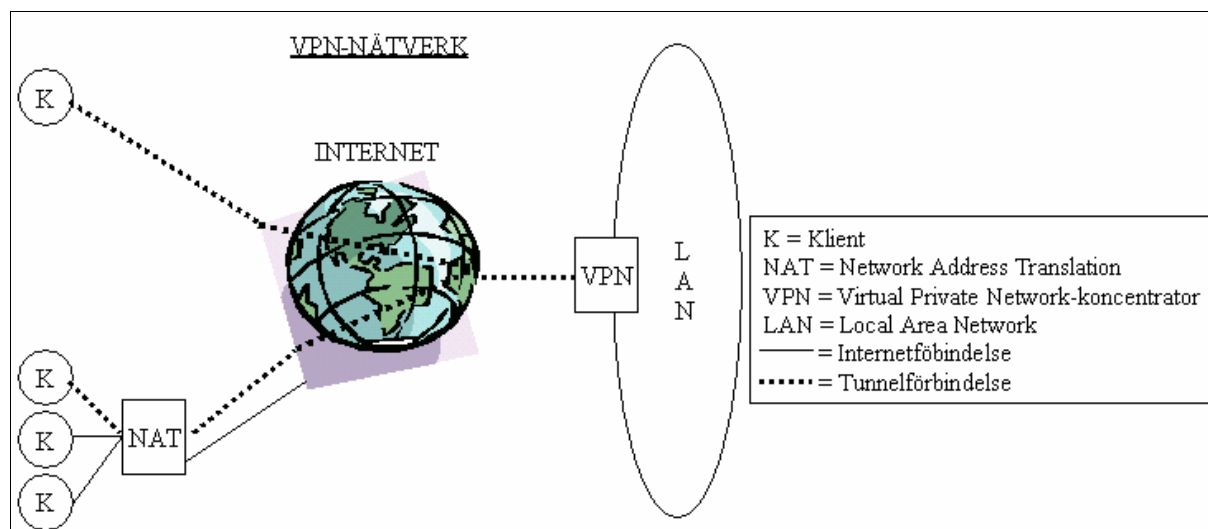 VPN-NÄTVERK
K
INTERNET
VPN
L
A
N
K
K
K
NAT
K = Klient
NAT = Network Address Translation
VPN = Virtual Private Network-koncentrator
LAN = Local Area Network
= Internetföbindelse
= Tunnelförbindelse